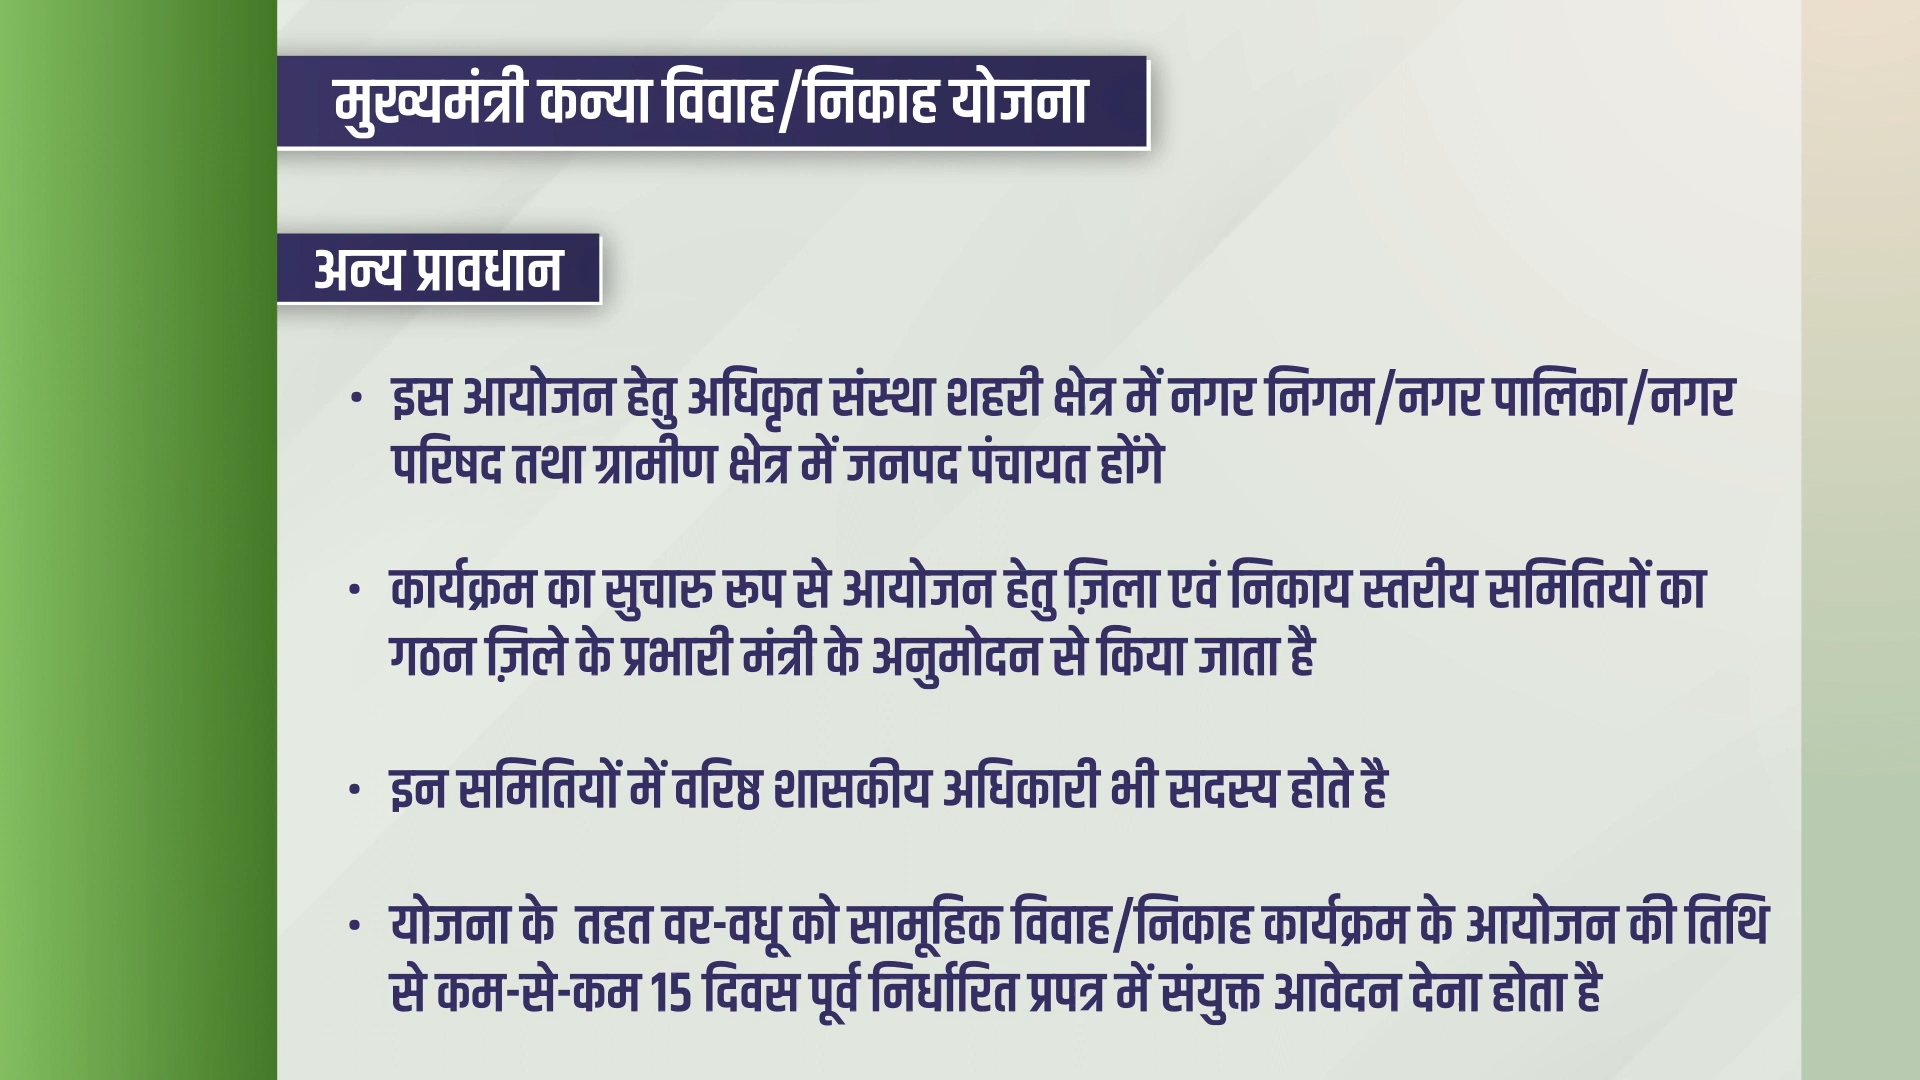 मुख्यमंत्री कन्या विवाह/निकाह योजना
अन्य प्रावधान
• इस आयोजन हेतु अधिकृत संस्था शहरी क्षेत्र में नगर निगम/नगर पालिका/नगर
परिषद तथा ग्रामीण क्षेत्र में जनपद पंचायत होंगे
• कार्यक्रम का सुचारु रूप से आयोजन हेतु ज़िला एवं निकाय स्तरीय समितियों का
गठन ज़िले के प्रभारी मंत्री के अनुमोदन से किया जाता है
• इन समितियों में वरिष्ठ शासकीय अधिकारी भी सदस्य होते है
• योजना के  तहत वर-वधू को सामूहिक विवाह/निकाह कार्यक्रम के आयोजन की तिथि
से कम-से-कम 15 दिवस पूर्व निर्धारित प्रपत्र में संयुक्त आवेदन देना होता है